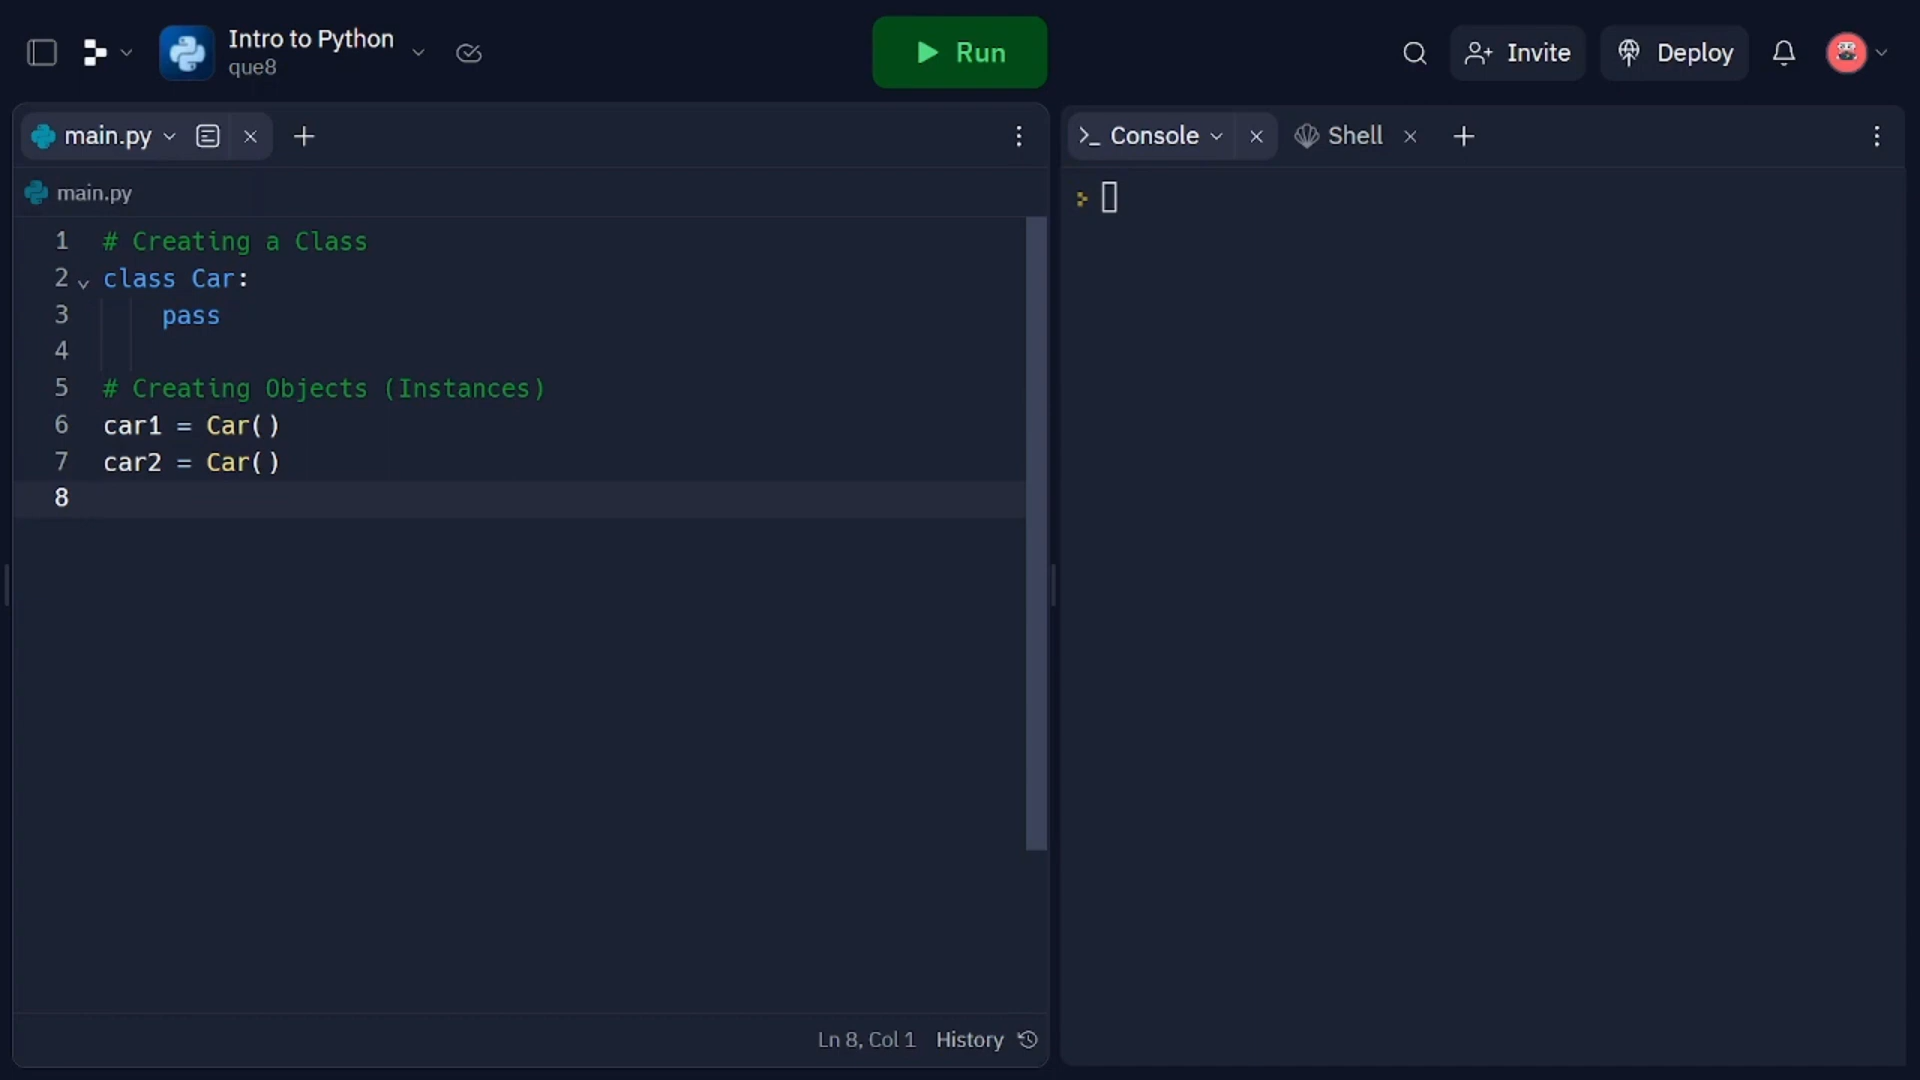 Intro to Python
que8
Run
Invite
Deploy
main.py
>_ Console
Shell
main.py
1 # Creating a Class
2 class Car:
3     pass
4
5 # Creating Objects (Instances)
6 car1 = Car()
7 car2 = Car()
8
Ln 8, Col 1 History